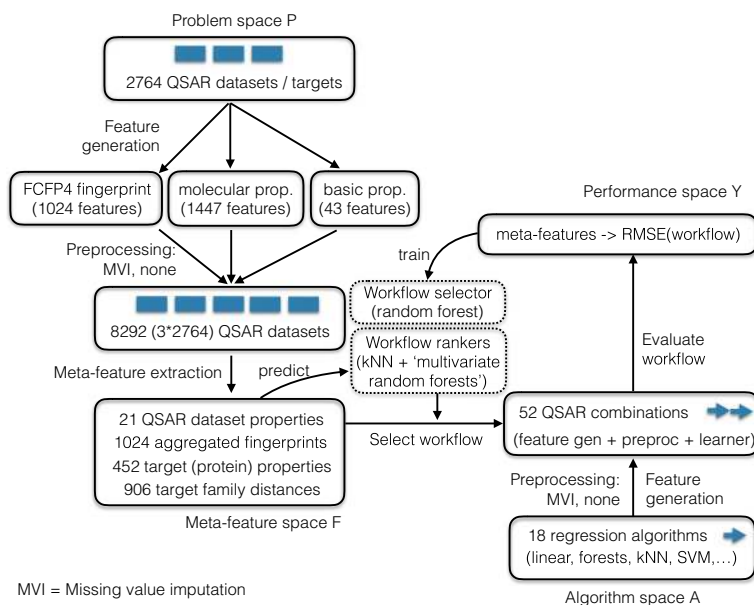 Problem space P
2764 QSAR datasets / targets
Feature
generation
FCFP4 fingerprint
(1024 features)
molecular prop.
(1447 features)
basic prop.
(43 features)
Preprocessing:
MVI, none
8292 (3*2764) QSAR datasets
Meta-feature extraction
predict
21 QSAR dataset properties
1024 aggregated fingerprints
452 target (protein) properties
906 target family distances
Meta-feature space F
MVI = Missing value imputation
Performance space Y
meta-features -> RMSE(workflow)
train
Workflow selector
(random forest)
Workflow rankers
(kNN + ‘multivariate
random forests’)
Select workflow
Evaluate
workflow
52 QSAR combinations
(feature gen + preproc + learner)
Preprocessing:
MVI, none
Feature
generation
18 regression algorithms
(linear, forests, kNN, SVM,…)
Algorithm space A